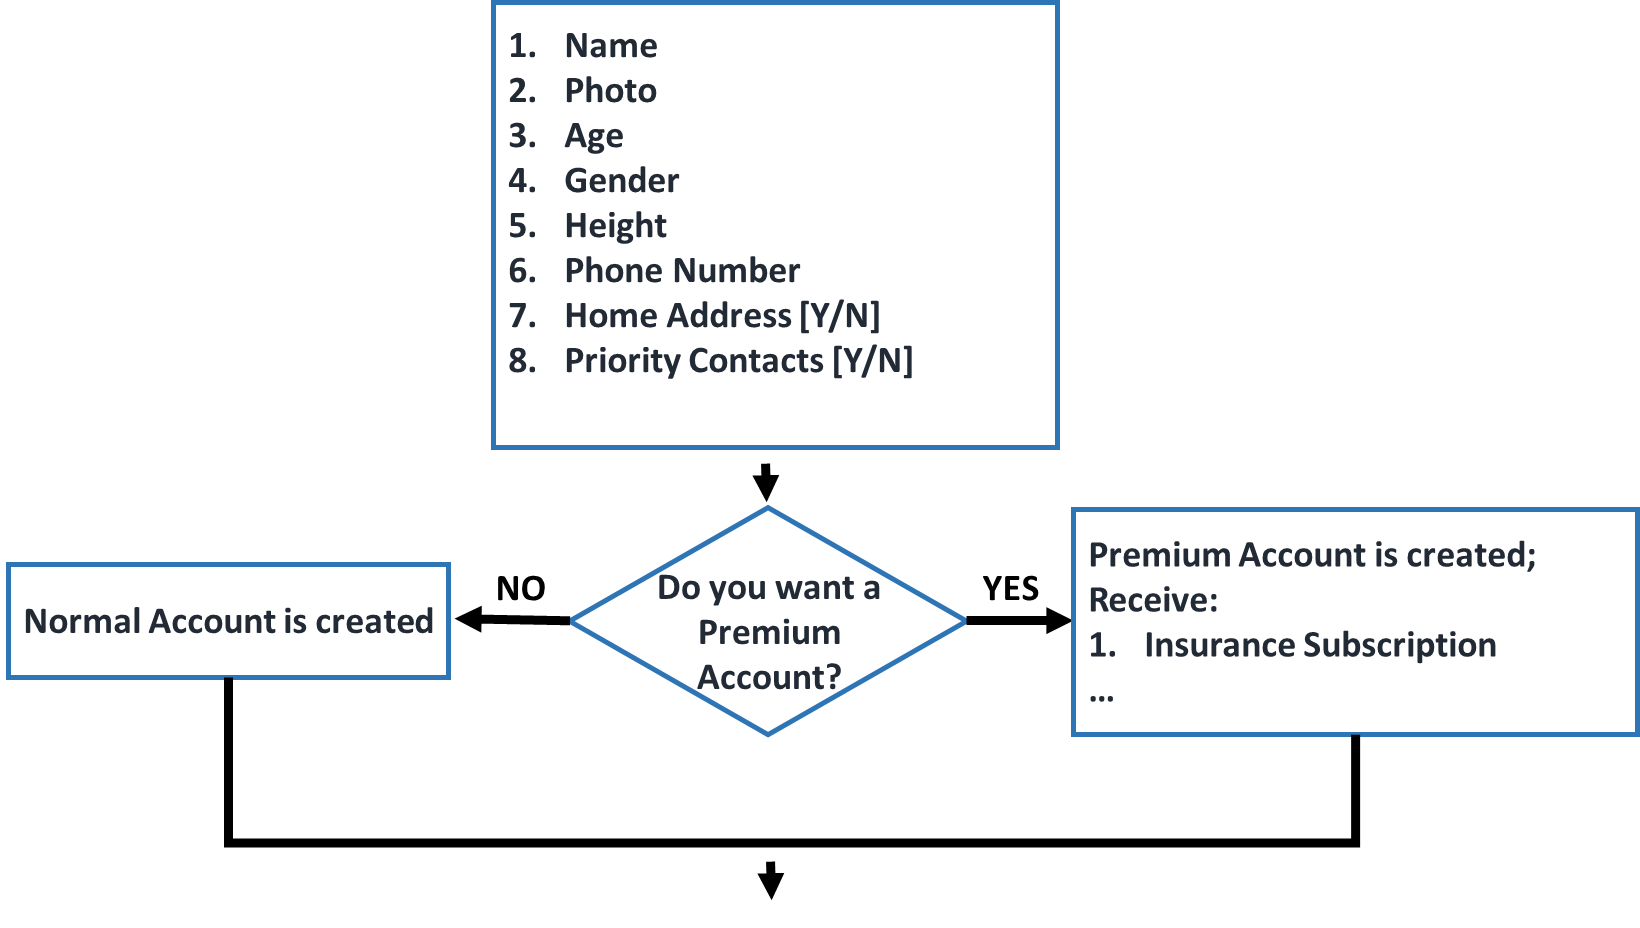 1. Name
2. Photo
3. Age
4. Gender
5. Height
6. Phone Number
7. Home Address [Y/N]
8. Priority Contacts [Y/N]
Normal Account is created
NO
Do you want a
Premium
Account?
YES
Premium Account is created;
Receive:
1. Insurance Subscription
...